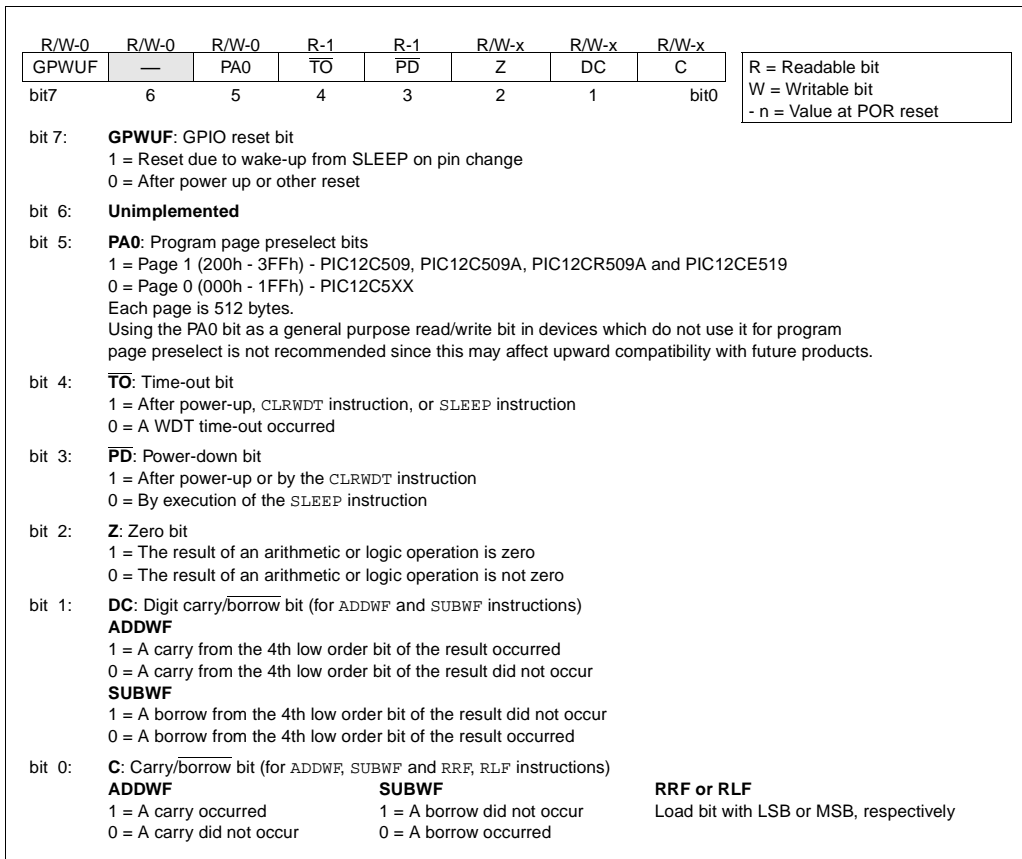 R/W-0 R/W-0 R/W-0 R-1 R-1 R/W-x R/W-x R/W-x
GPWUF — PA0 T̅O̅ P̅D̅ Z DC C
bit7 6 5 4 3 2 1 bit0
R = Readable bit
W = Writable bit
- n = Value at POR reset
bit 7: GPWUF: GPIO reset bit
1 = Reset due to wake-up from SLEEP on pin change
0 = After power up or other reset
bit 6: Unimplemented
bit 5: PA0: Program page preselect bits
1 = Page 1 (200h - 3FFh) - PIC12C509, PIC12C509A, PIC12CR509A and PIC12CE519
0 = Page 0 (000h - 1FFh) - PIC12C5XX
Each page is 512 bytes.
Using the PA0 bit as a general purpose read/write bit in devices which do not use it for program
page preselect is not recommended since this may affect upward compatibility with future products.
bit 4: T̅O̅: Time-out bit
1 = After power-up, CLRWDT instruction, or SLEEP instruction
0 = A WDT time-out occurred
bit 3: P̅D̅: Power-down bit
1 = After power-up or by the CLRWDT instruction
0 = By execution of the SLEEP instruction
bit 2: Z: Zero bit
1 = The result of an arithmetic or logic operation is zero
0 = The result of an arithmetic or logic operation is not zero
bit 1: DC: Digit carry/b̅o̅r̅r̅o̅w̅ bit (for ADDWF and SUBWF instructions)
ADDWF
1 = A carry from the 4th low order bit of the result occurred
0 = A carry from the 4th low order bit of the result did not occur
SUBWF
1 = A borrow from the 4th low order bit of the result did not occur
0 = A borrow from the 4th low order bit of the result occurred
bit 0: C: Carry/b̅o̅r̅r̅o̅w̅ bit (for ADDWF, SUBWF and RRF, RLF instructions)
ADDWF SUBWF RRF or RLF
1 = A carry occurred 1 = A borrow did not occur Load bit with LSB or MSB, respectively
0 = A carry did not occur 0 = A borrow occurred